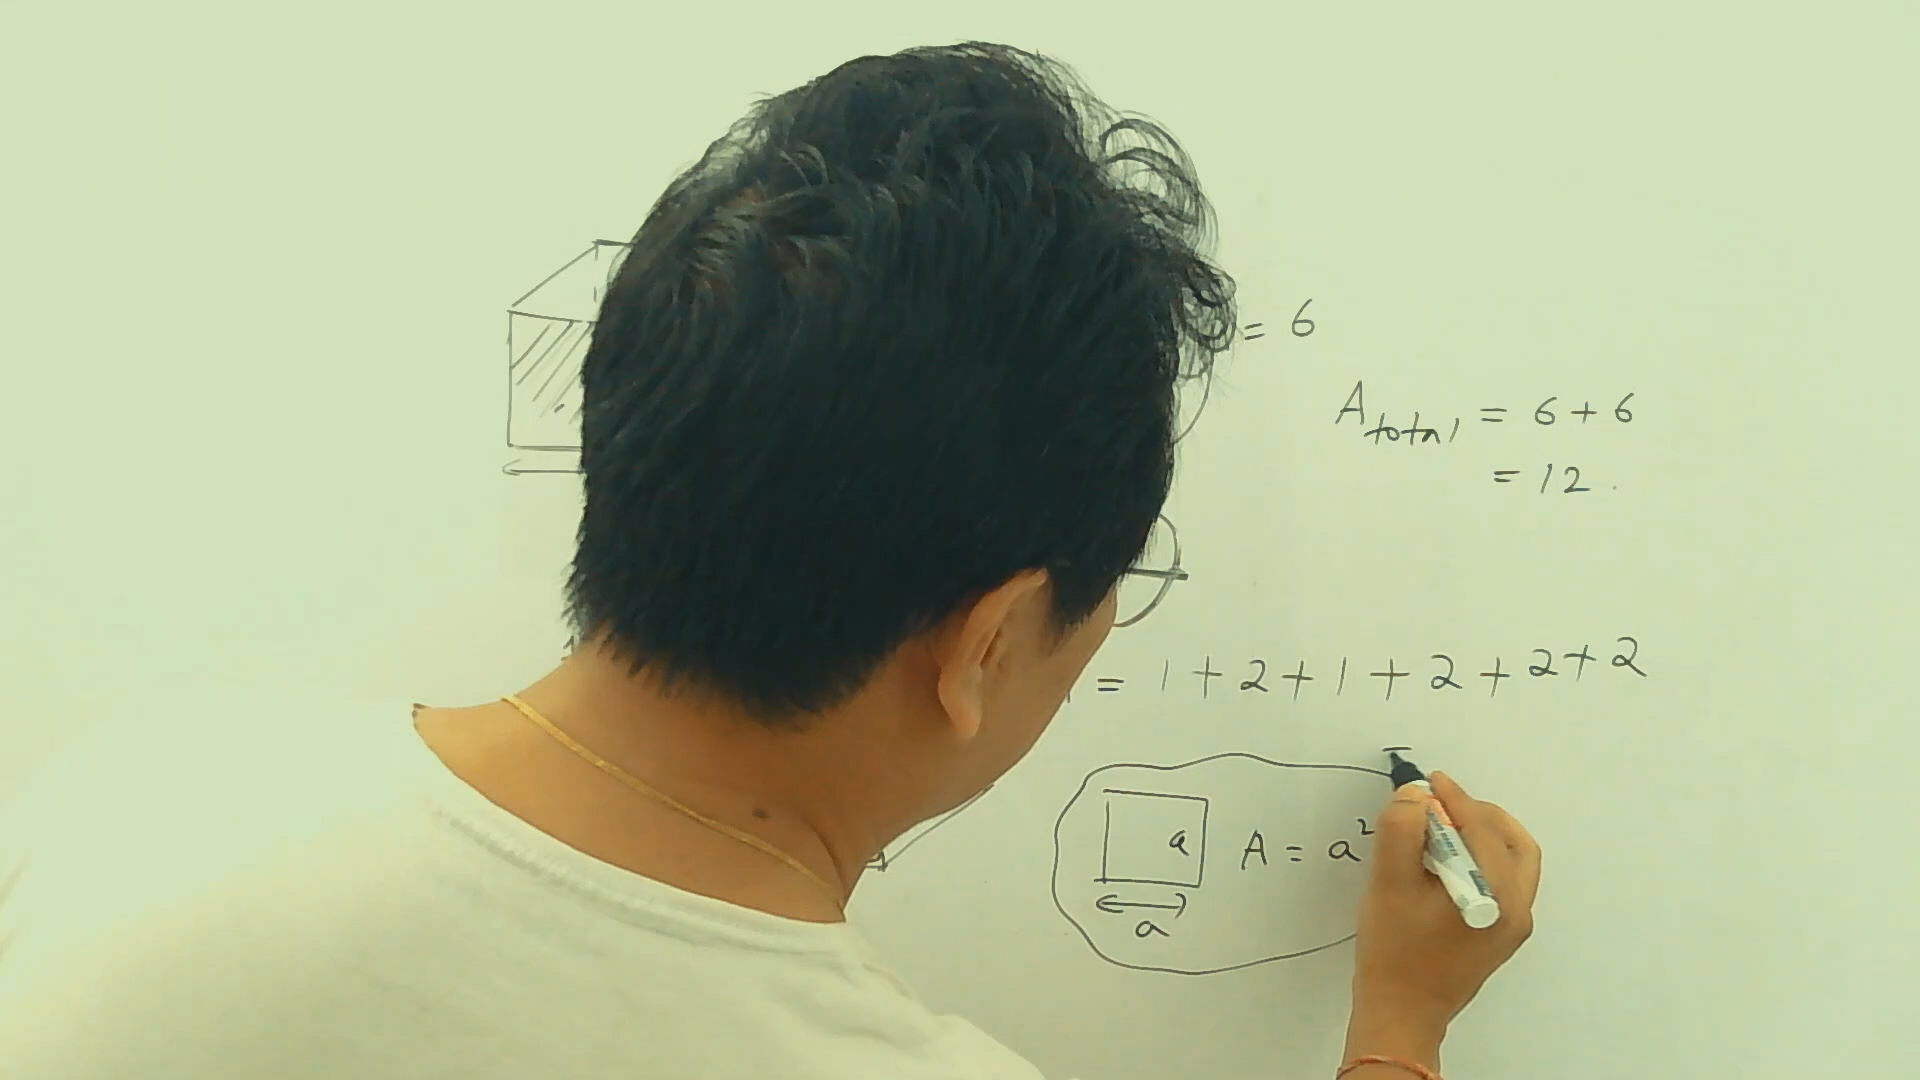 = 6
A total = 6 + 6
= 12
= 1 + 2 + 1 + 2 + 2 + 2
a A = a²
a